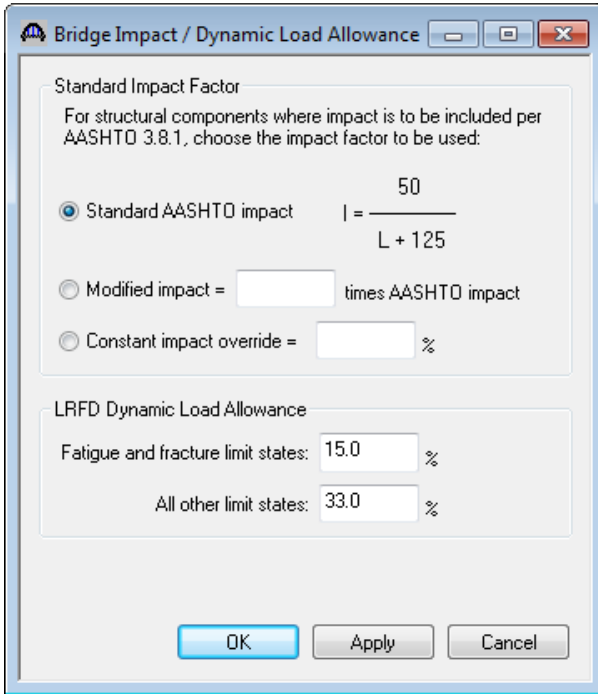 Bridge Impact / Dynamic Load Allowance
Standard Impact Factor
For structural components where impact is to be included per
AASHTO 3.8.1, choose the impact factor to be used:
50
Standard AASHTO impact I =
L + 125
Modified impact = times AASHTO impact
Constant impact override = %
LRFD Dynamic Load Allowance
Fatigue and fracture limit states: 15.0 %
All other limit states: 33.0 %
OK Apply Cancel